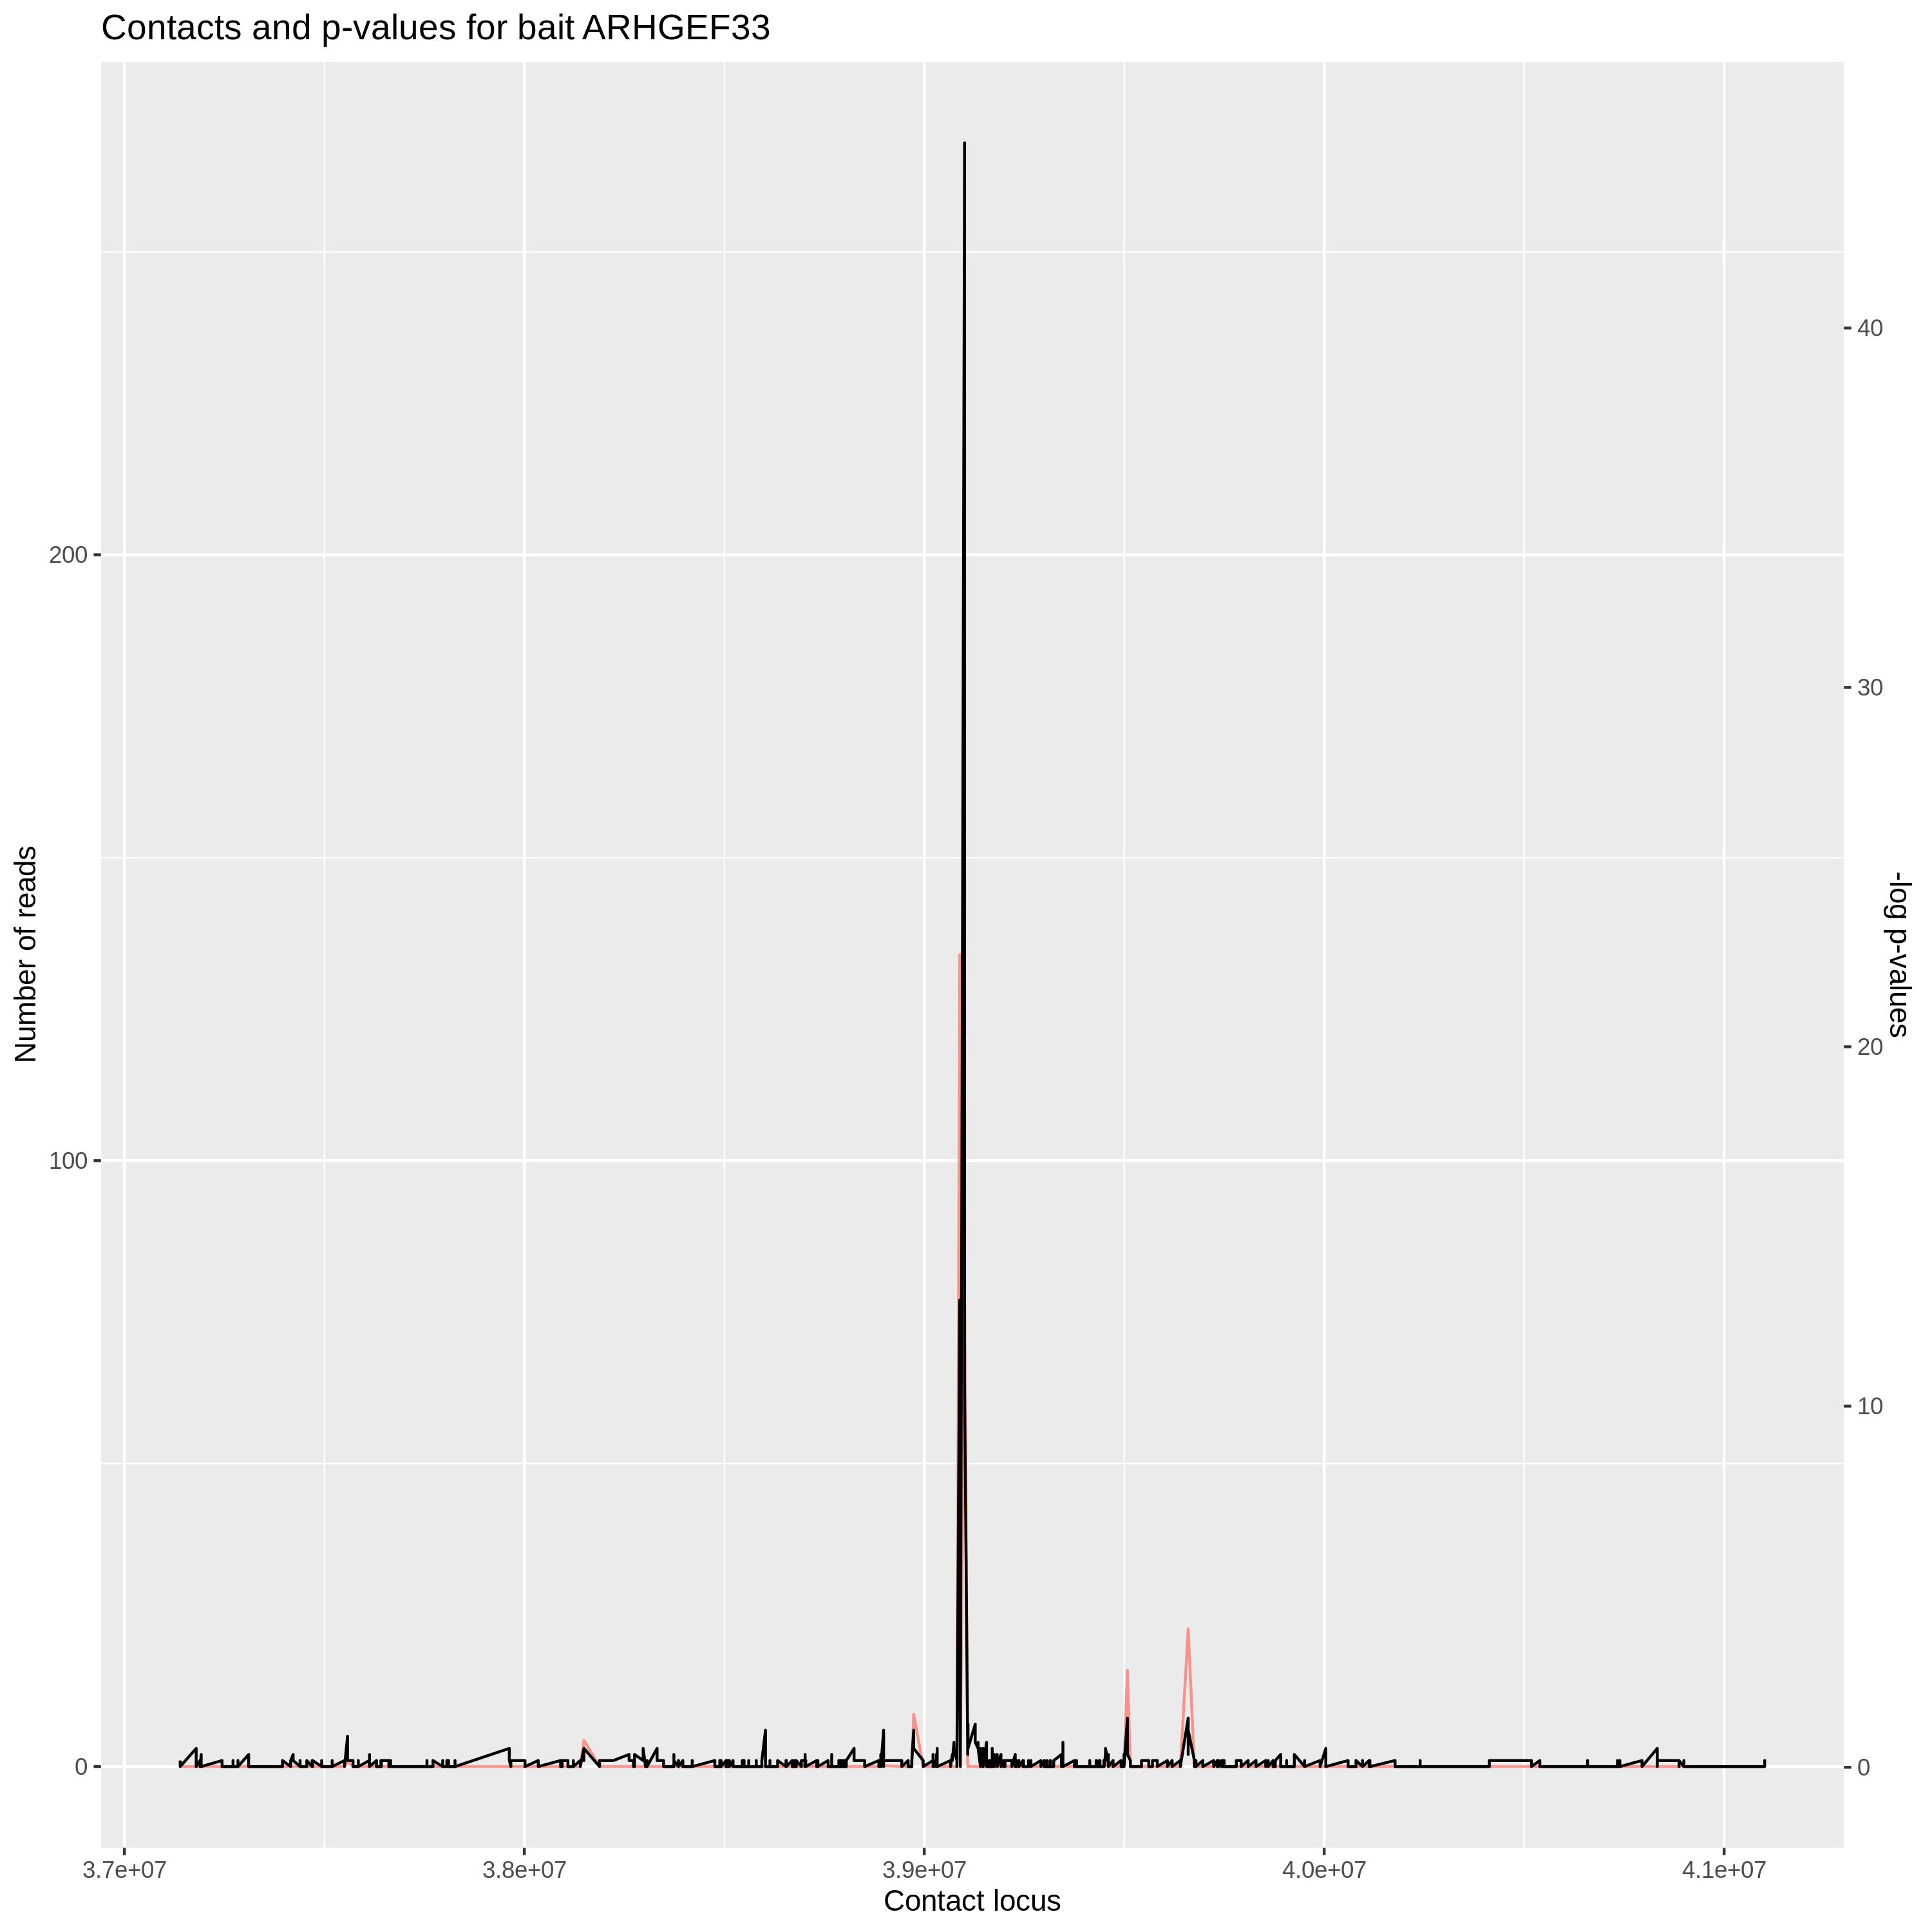 Contacts and p-values for bait ARHGEF33
Number of reads
200
100
0
40
30
20
10
0
-log p-values
3.7e+07 3.8e+07 3.9e+07 4.0e+07 4.1e+07
Contact locus